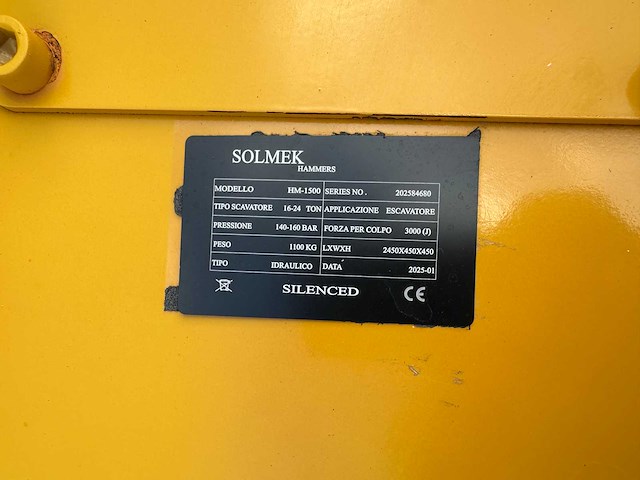 SOLMEK
HAMMERS
MODELLO HM-1500 SERIES NO. 202584680
TIPO SCAVATORE 16-24 TON APPLICAZIONE ESCAVATORE
PRESSIONE 140-160 BAR FORZA PER COLPO 3000 (J)
PESO 1100 KG LXWXH 2450X450X450
TIPO IDRAULICO DATA 2025-01
SILENCED CE